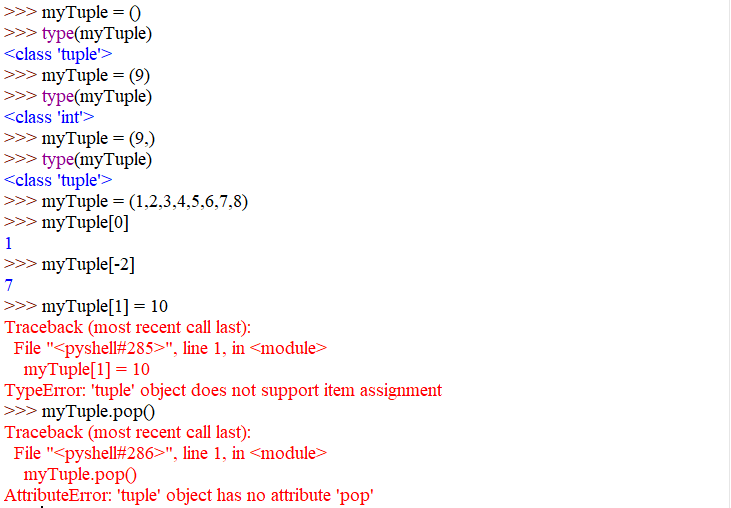 >>> myTuple = ()
>>> type(myTuple)
<class 'tuple'>
>>> myTuple = (9)
>>> type(myTuple)
<class 'int'>
>>> myTuple = (9,)
>>> type(myTuple)
<class 'tuple'>
>>> myTuple = (1,2,3,4,5,6,7,8)
>>> myTuple[0]
1
>>> myTuple[-2]
7
>>> myTuple[1] = 10
Traceback (most recent call last):
  File "<pyshell#285>", line 1, in <module>
    myTuple[1] = 10
TypeError: 'tuple' object does not support item assignment
>>> myTuple.pop()
Traceback (most recent call last):
  File "<pyshell#286>", line 1, in <module>
    myTuple.pop()
AttributeError: 'tuple' object has no attribute 'pop'